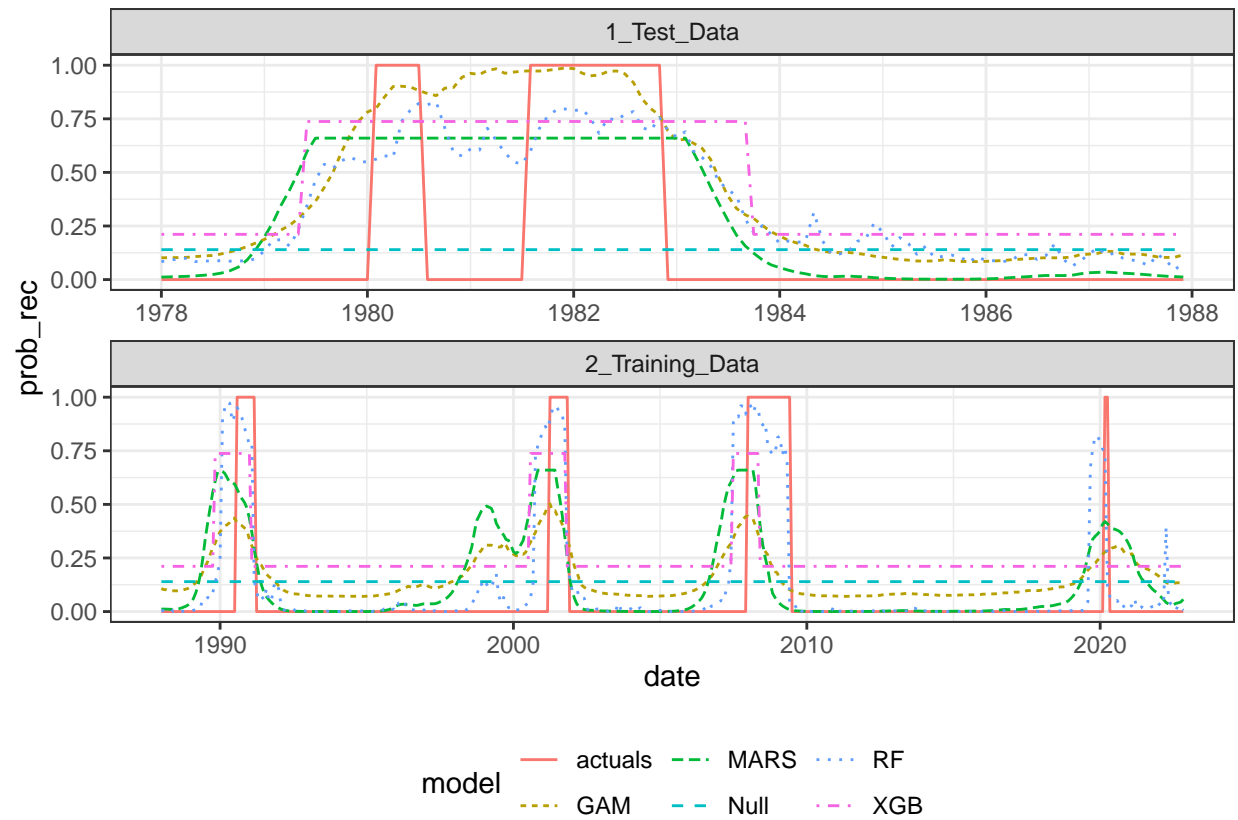 1_Test_Data
1.00
0.75
0.50
0.25
0.00
1978 1980 1982 1984 1986 1988
prob_rec
2_Training_Data
1.00
0.75
0.50
0.25
0.00
1990 2000 2010 2020
date
model
actuals MARS RF
GAM Null XGB